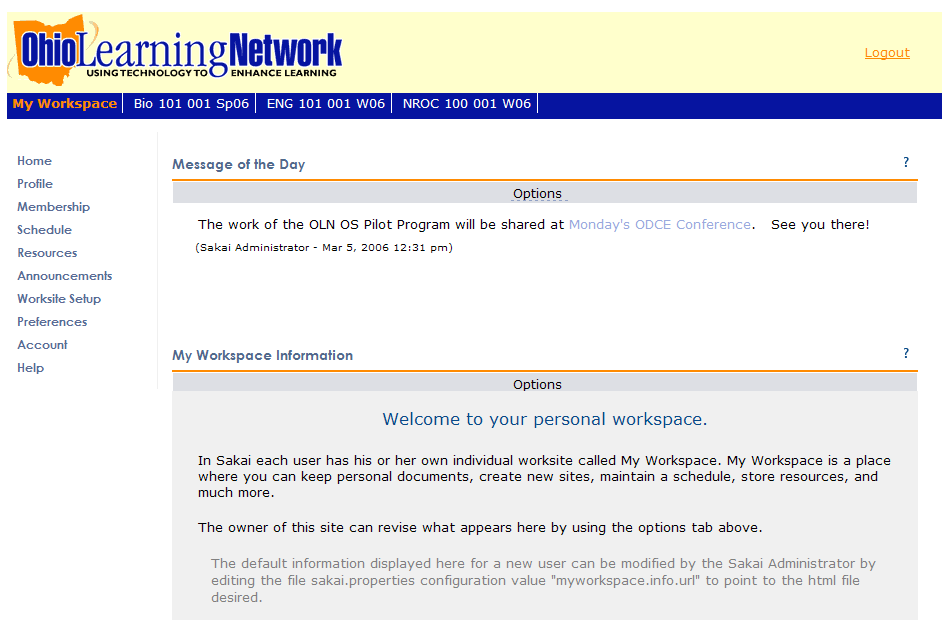 OhioLearningNetwork
USING TECHNOLOGY TO ENHANCE LEARNING
Logout
My Workspace Bio 101 001 Sp06 ENG 101 001 W06 NROC 100 001 W06
Home
Profile
Membership
Schedule
Resources
Announcements
Worksite Setup
Preferences
Account
Help
Message of the Day ?
Options
The work of the OLN OS Pilot Program will be shared at Monday's ODCE Conference. See you there!
(Sakai Administrator - Mar 5, 2006 12:31 pm)
My Workspace Information ?
Options
Welcome to your personal workspace.
In Sakai each user has his or her own individual worksite called My Workspace. My Workspace is a place
where you can keep personal documents, create new sites, maintain a schedule, store resources, and
much more.
The owner of this site can revise what appears here by using the options tab above.
The default information displayed here for a new user can be modified by the Sakai Administrator by
editing the file sakai.properties configuration value "myworkspace.info.url" to point to the html file
desired.